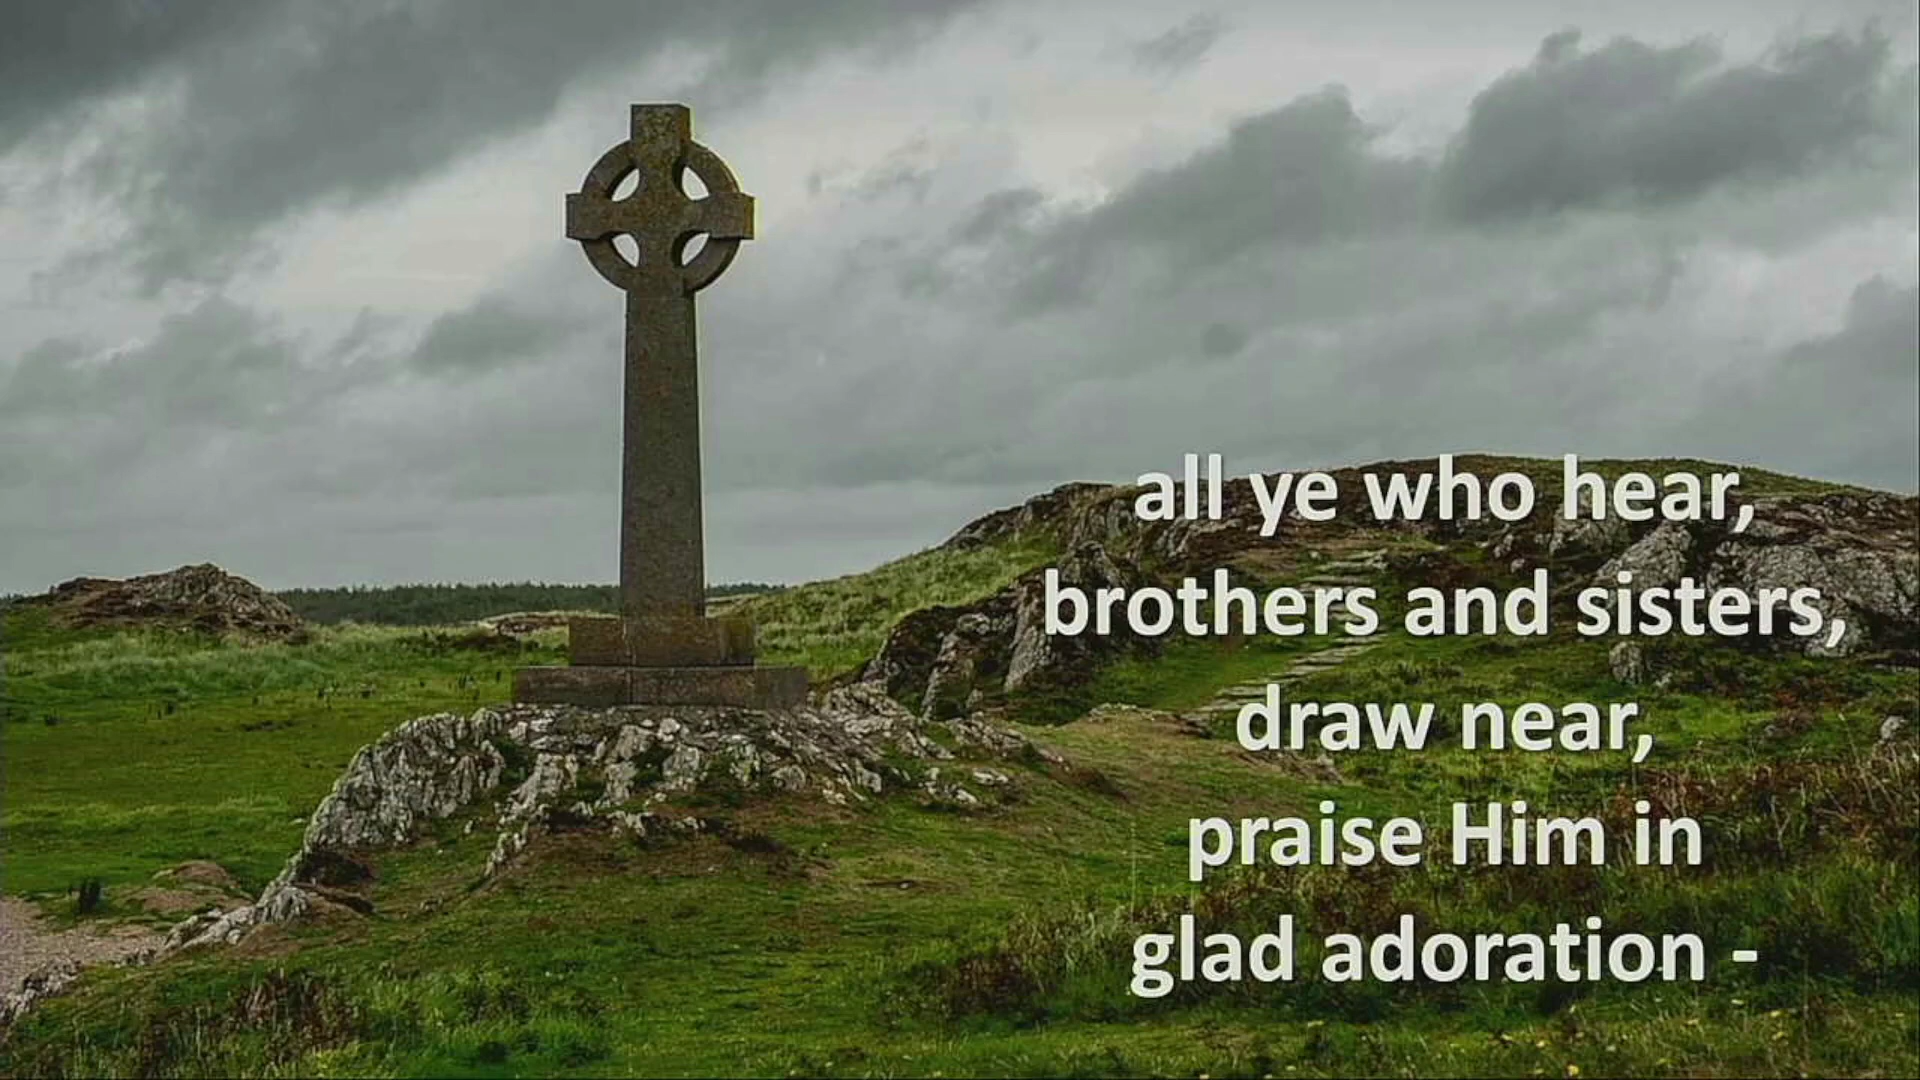 all ye who hear,
brothers and sisters,
draw near,
praise Him in
glad adoration -